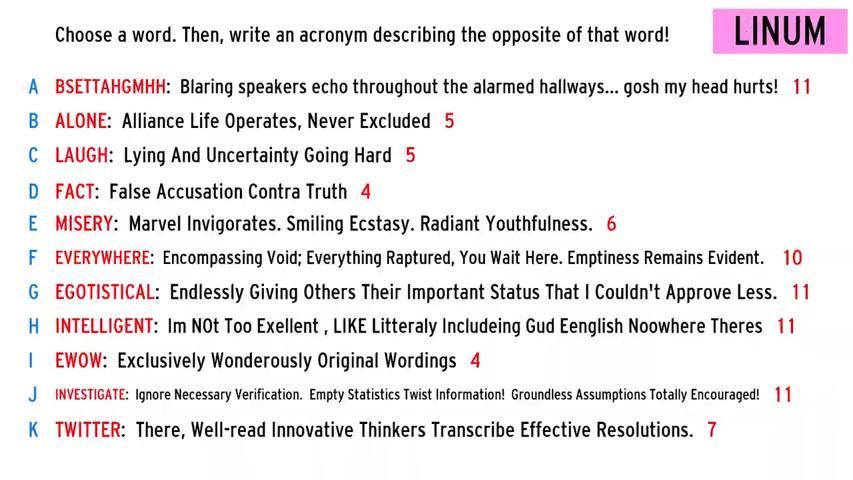 Choose a word. Then, write an acronym describing the opposite of that word!
LINUM
A BSETTAHGMHH: Blaring speakers echo throughout the alarmed hallways... gosh my head hurts! 11
B ALONE: Alliance Life Operates, Never Excluded 5
C LAUGH: Lying And Uncertainty Going Hard 5
D FACT: False Accusation Contra Truth 4
E MISERY: Marvel Invigorates. Smiling Ecstasy. Radiant Youthfulness. 6
F EVERYWHERE: Encompassing Void; Everything Raptured, You Wait Here. Emptiness Remains Evident. 10
G EGOTISTICAL: Endlessly Giving Others Their Important Status That I Couldn't Approve Less. 11
H INTELLIGENT: Im NOt Too Exellent , LIKE Litteraly Includeing Gud Eenglish Noowhere Theres 11
I EWOW: Exclusively Wonderously Original Wordings 4
J INVESTIGATE: Ignore Necessary Verification. Empty Statistics Twist Information! Groundless Assumptions Totally Encouraged! 11
K TWITTER: There, Well-read Innovative Thinkers Transcribe Effective Resolutions. 7